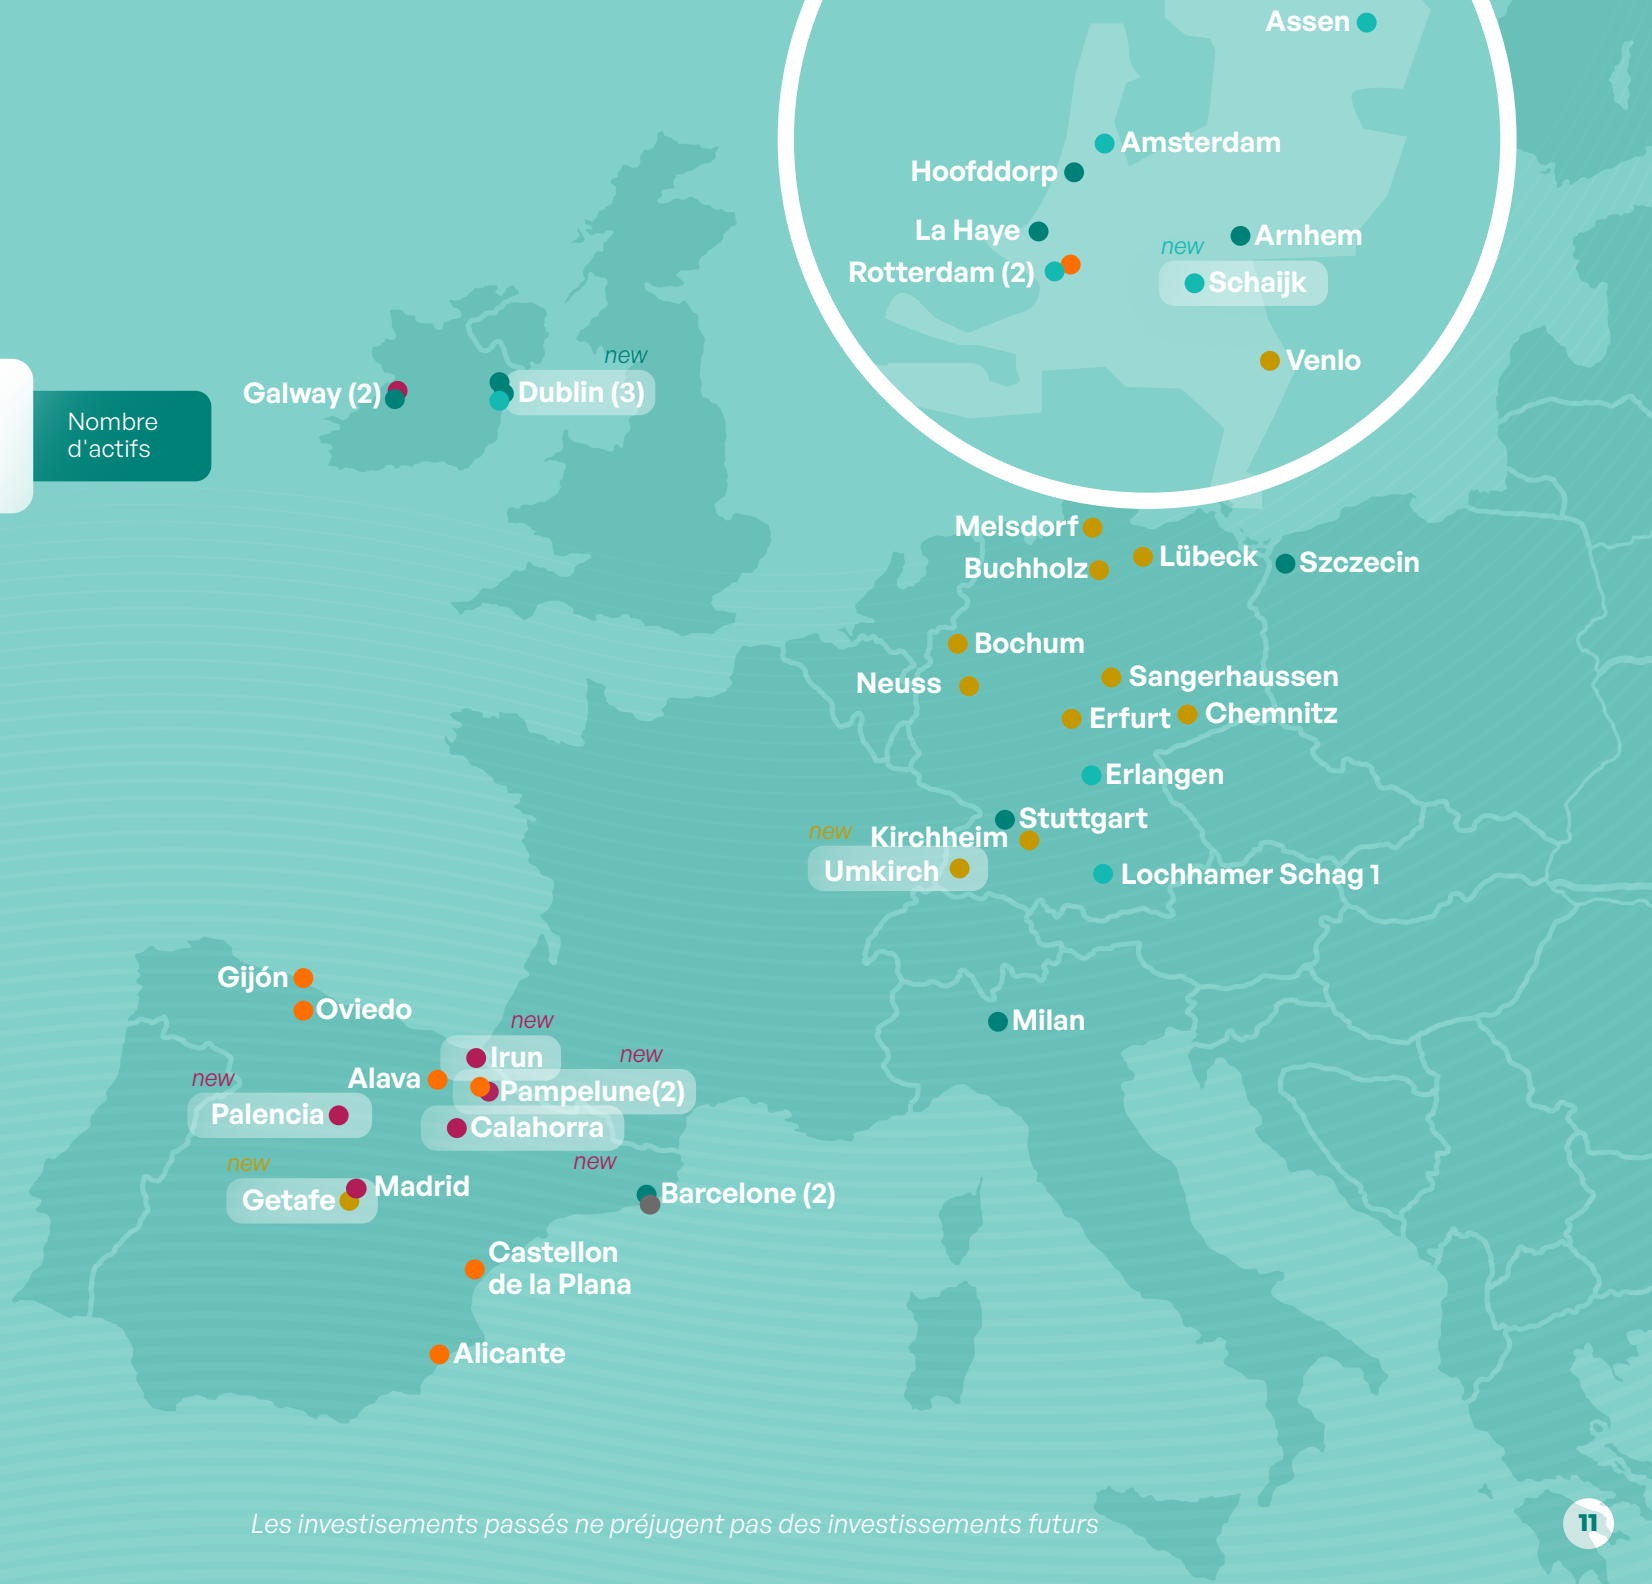 Assen
Amsterdam
Hoofddorp
La Haye
Arnhem
new
Rotterdam (2)
Schaijk
Venlo
new
Galway (2)
Dublin (3)
Nombre
d'actifs
Melsdorf
Lübeck
Buchholz
Szczecin
Bochum
Neuss
Sangerhaussen
Erfurt
Chemnitz
Erlangen
Stuttgart
new
Kirchheim
Umkirch
Lochhamer Schag 1
Gijón
Oviedo
new
Milan
Irun
new
Alava
new
Pampelune(2)
Palencia
Calahorra
new
new
Madrid
Getafe
Barcelone (2)
Castellon
de la Plana
Alicante
Les investisements passés ne préjugent pas des investissements futurs
11